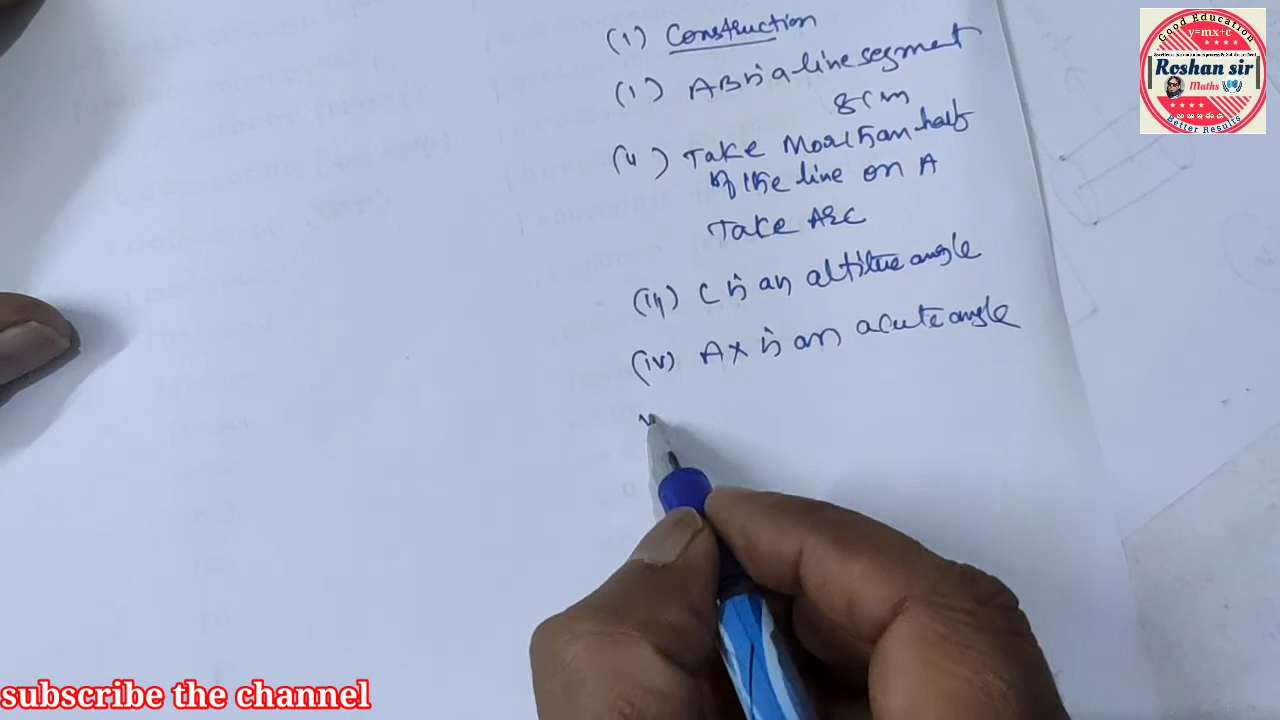 (1) Construction
(1) AB is a line segment
8cm
(ii) Take More than half
of the line on A
Take Arc
(iii) C is an altitue angle
(iv) AX is an acute angle
Good Education
y=mx+c
Roshan sir
Maths
Better Results
subscribe the channel